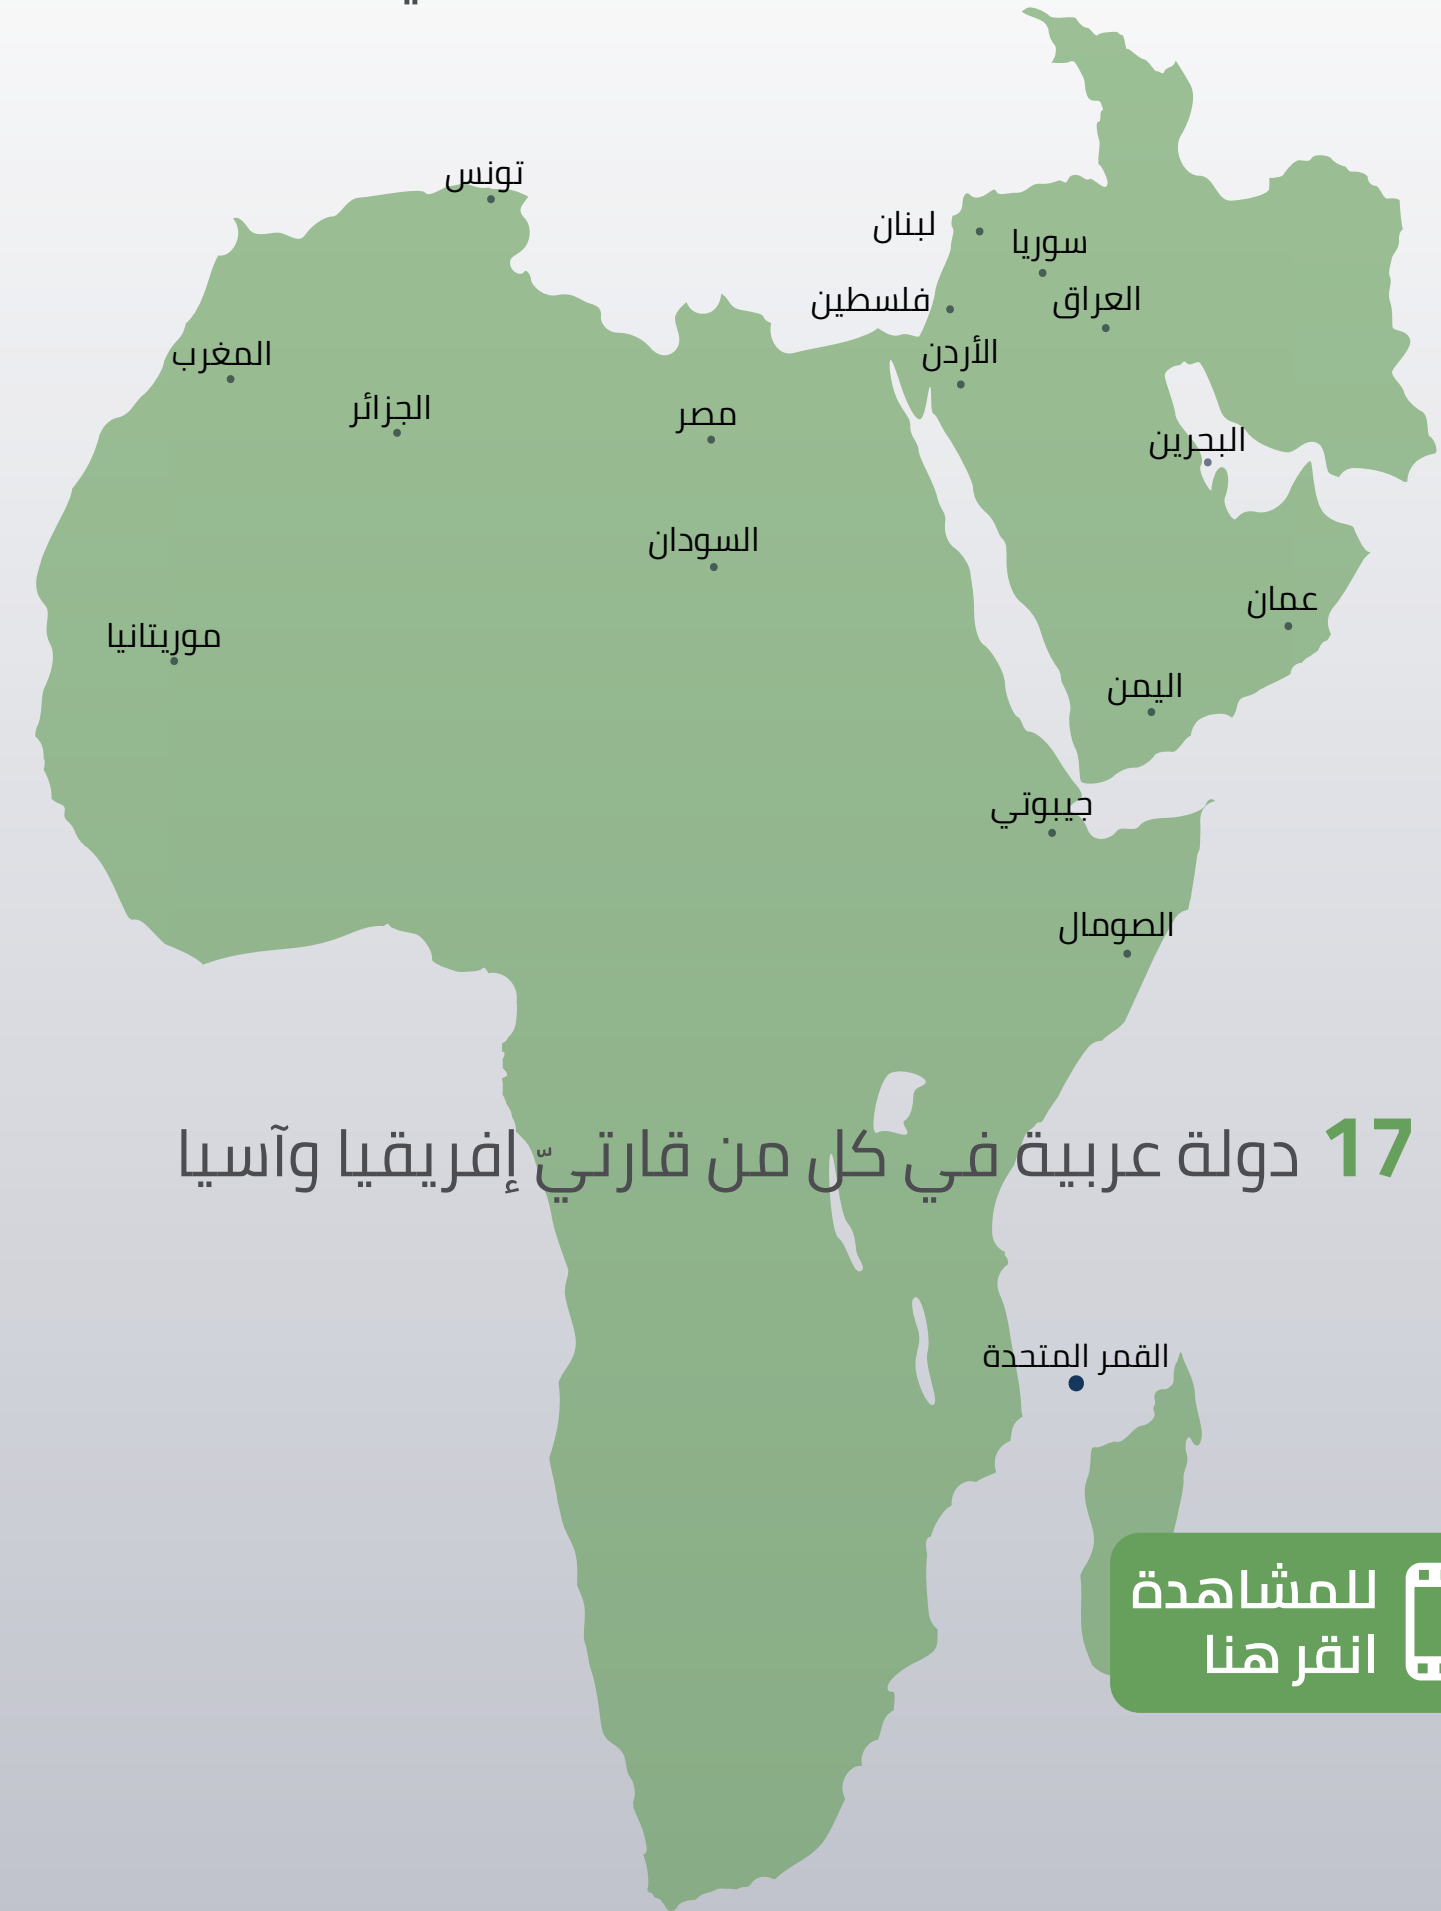 تونس
لبنان
سوريا
فلسطين
العراق
الأردن
المغرب
الجزائر
مصر
البحرين
السودان
عمان
موريتانيا
اليمن
جيبوتي
الصومال
17 دولة عربية في كل من قارتيّ إفريقيا وآسيا
القمر المتحدة
للمشاهدة
انقر هنا